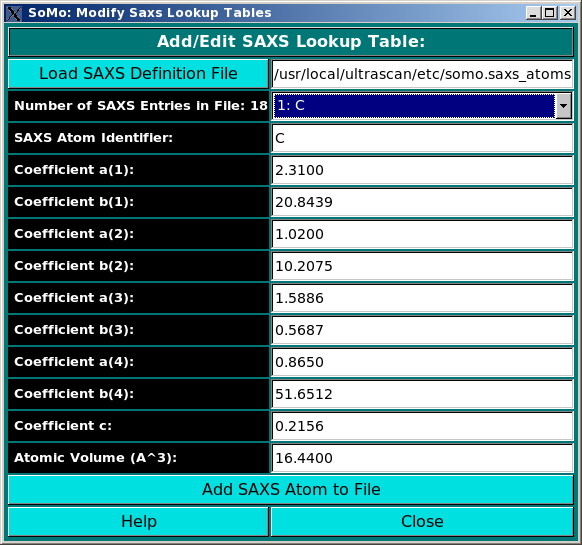 SoMo: Modify Saxs Lookup Tables
Add/Edit SAXS Lookup Table:
Load SAXS Definition File /usr/local/ultrascan/etc/somo.saxs_atoms
Number of SAXS Entries in File: 18 1: C
SAXS Atom Identifier: C
Coefficient a(1): 2.3100
Coefficient b(1): 20.8439
Coefficient a(2): 1.0200
Coefficient b(2): 10.2075
Coefficient a(3): 1.5886
Coefficient b(3): 0.5687
Coefficient a(4): 0.8650
Coefficient b(4): 51.6512
Coefficient c: 0.2156
Atomic Volume (A^3): 16.4400
Add SAXS Atom to File
Help Close